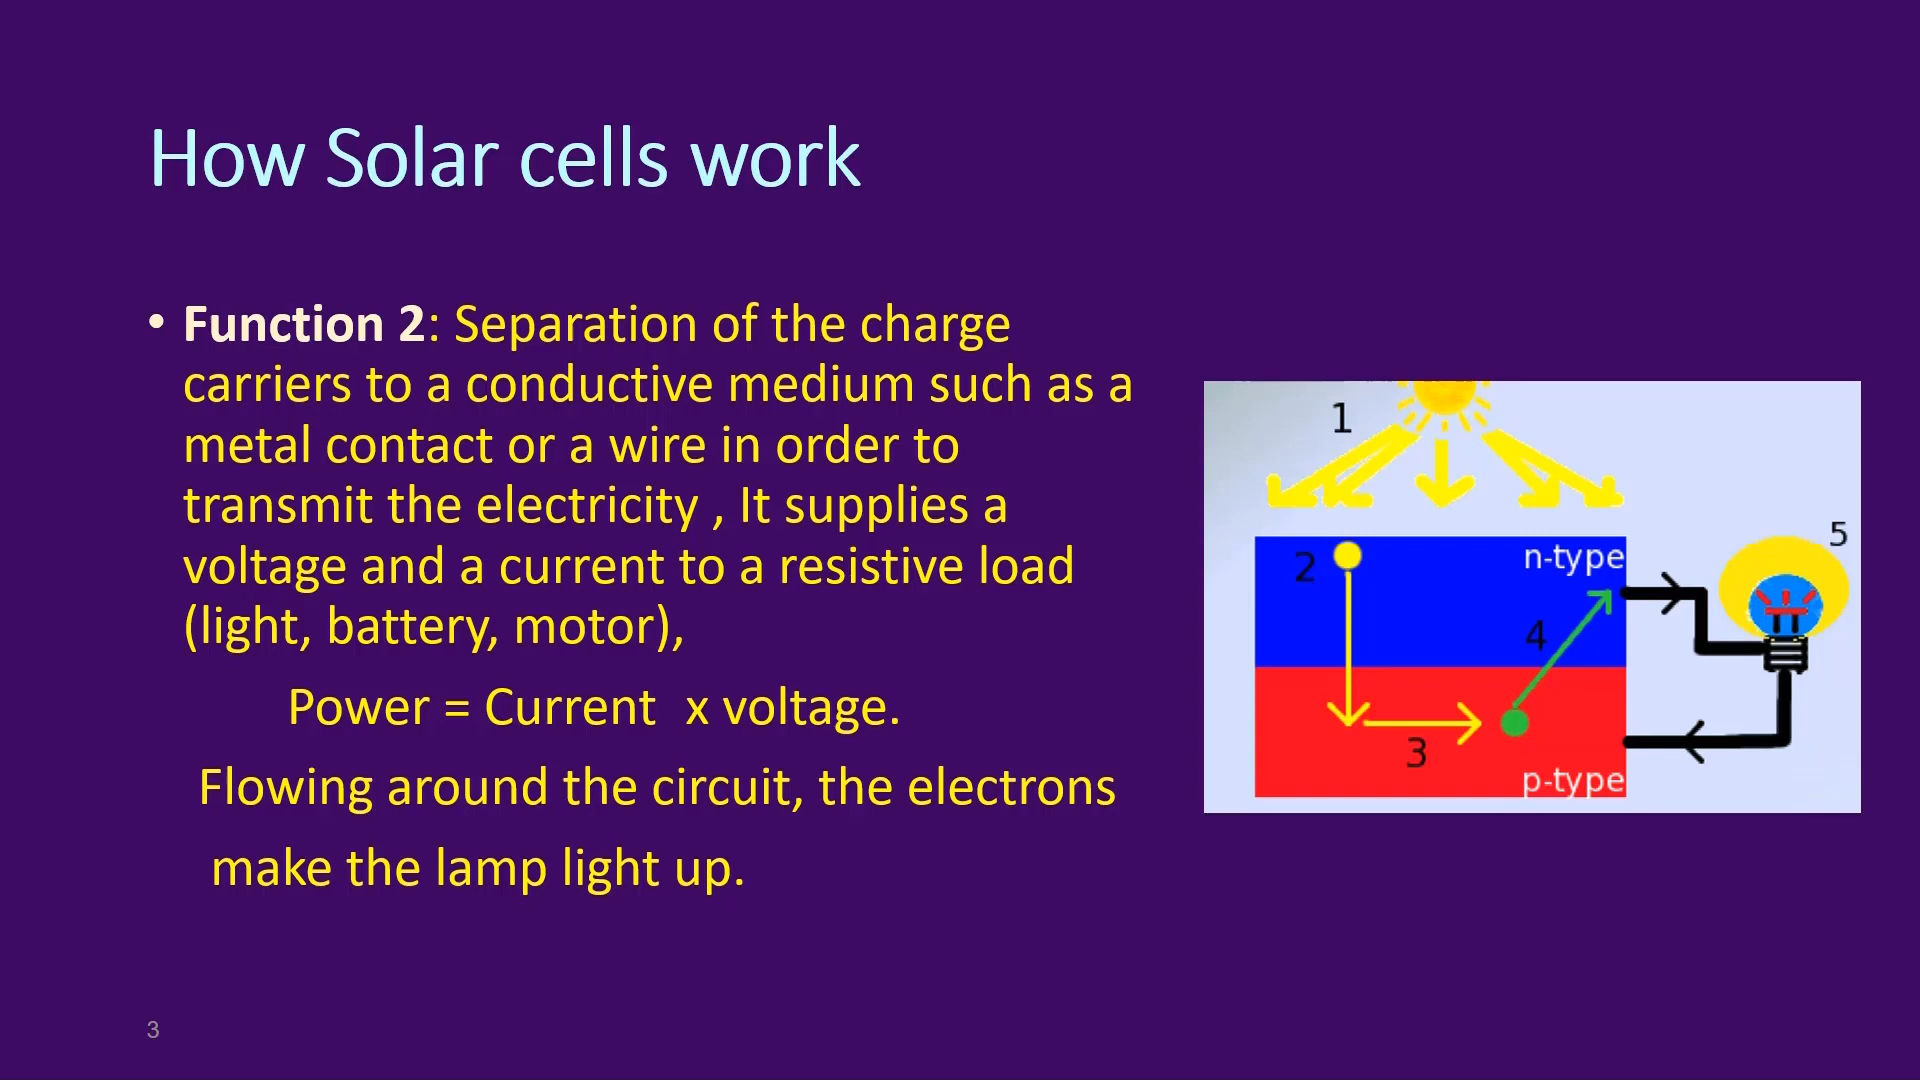 How Solar cells work
• Function 2: Separation of the charge
carriers to a conductive medium such as a
metal contact or a wire in order to
transmit the electricity , It supplies a
voltage and a current to a resistive load
(light, battery, motor),
Power = Current  x voltage.
Flowing around the circuit, the electrons
make the lamp light up.
1
5
2
n-type
4
3
p-type
3